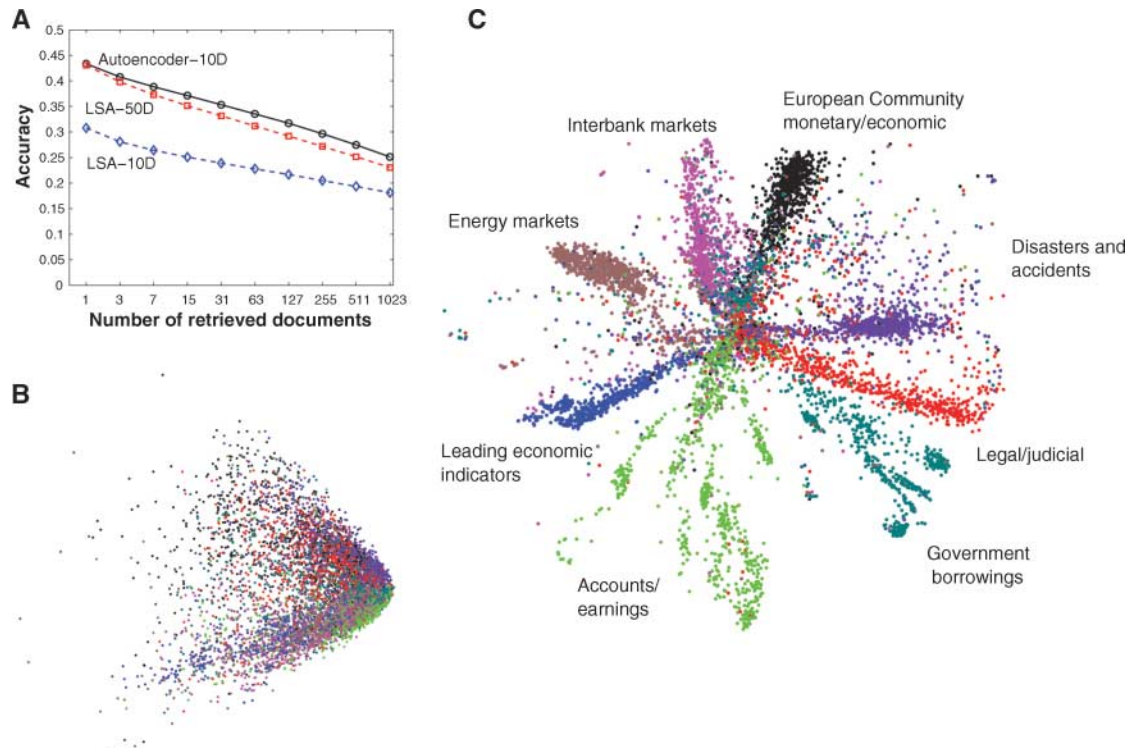 A
0.5
0.45
0.4
0.35
0.3
0.25
0.2
0.15
0.1
0.05
0
Accuracy
Autoencoder-10D
LSA-50D
LSA-10D
1 3 7 15 31 63 127 255 511 1023
Number of retrieved documents
B
C
European Community
monetary/economic
Interbank markets
Energy markets
Disasters and
accidents
Leading economic
indicators
Legal/judicial
Government
borrowings
Accounts/
earnings